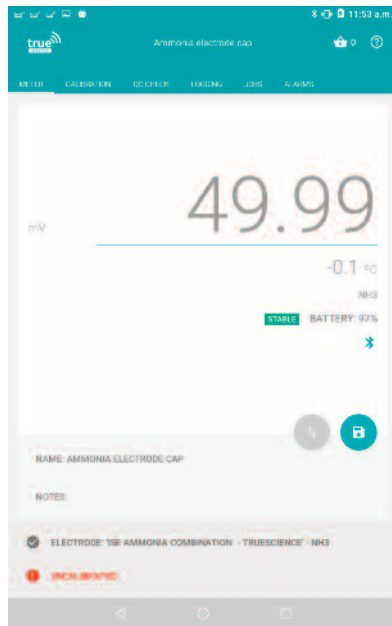 11:53 a.m.
true
Ammonia electrode cap
0
METER CALIBRATION QC CHECK LOGGING JOBS ALARMS
49.99
mV
-0.1 °C
NH3
STABLE BATTERY: 97%
NAME: AMMONIA ELECTRODE CAP
NOTES:
ELECTRODE: 'ISE AMMONIA COMBINATION - TRUESCIENCE' - NH3
UNCALIBRATED